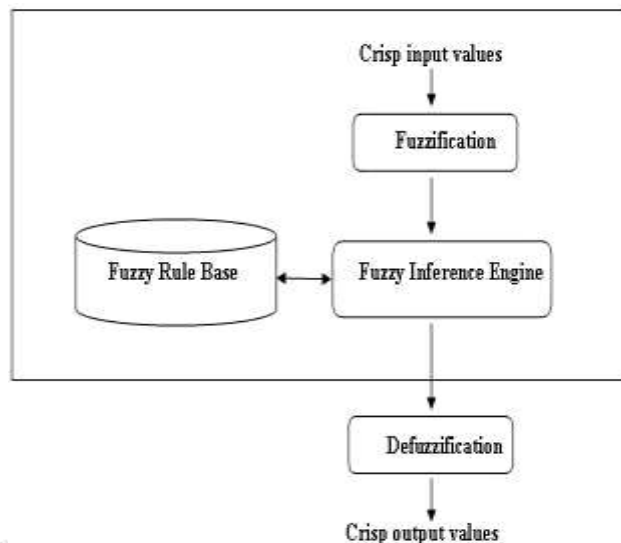 Crisp input values
Fuzzification
Fuzzy Rule Base
Fuzzy Inference Engine
Defuzzification
Crisp output values